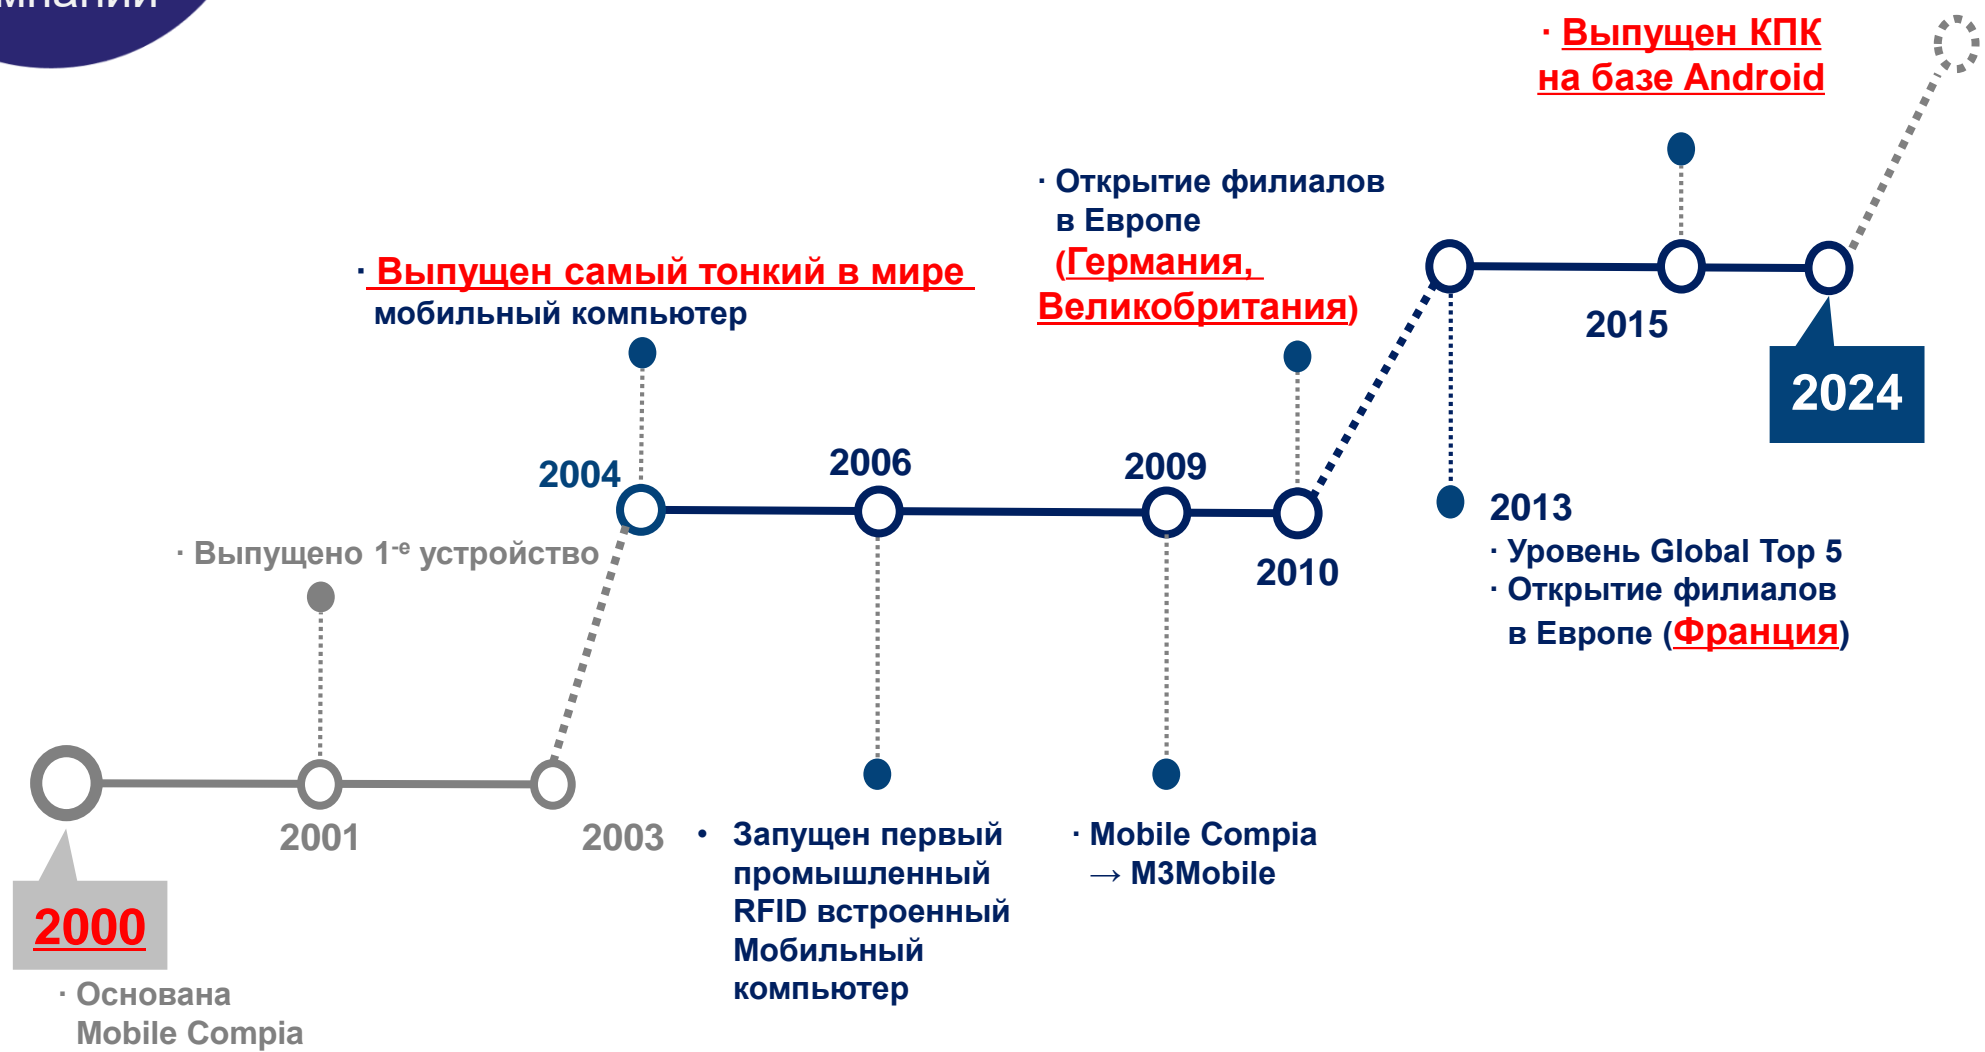 · Выпущен КПК
на базе Android
· Открытие филиалов
в Европе
(Германия,
Великобритания)
· Выпущен самый тонкий в мире
мобильный компьютер
2015
2024
2004
2006
2009
2010
2013
· Уровень Global Top 5
· Открытие филиалов
в Европе (Франция)
· Выпущено 1-е устройство
2001
2003
• Запущен первый
промышленный
RFID встроенный
Мобильный
компьютер
· Mobile Compia
→ M3Mobile
2000
· Основана
Mobile Compia